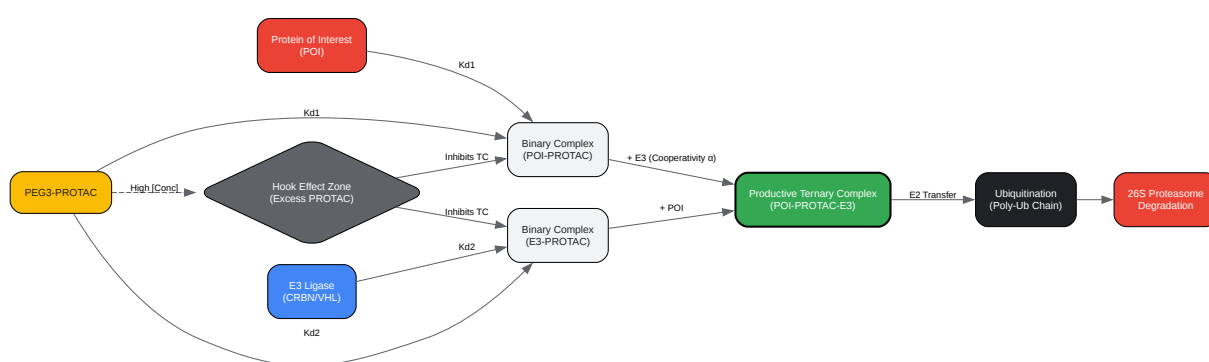 Protein of Interest
(POI)
Kd1
Kd1
PEG3-PROTAC
High [Conc]
Hook Effect Zone
(Excess PROTAC)
Inhibits TC
Inhibits TC
Kd2
E3 Ligase
(CRBN/VHL)
Kd2
Binary Complex
(POI-PROTAC)
Binary Complex
(E3-PROTAC)
+ E3 (Cooperativity α)
+ POI
Productive Ternary Complex
(POI-PROTAC-E3)
E2 Transfer
Ubiquitination
(Poly-Ub Chain)
26S Proteasome
Degradation